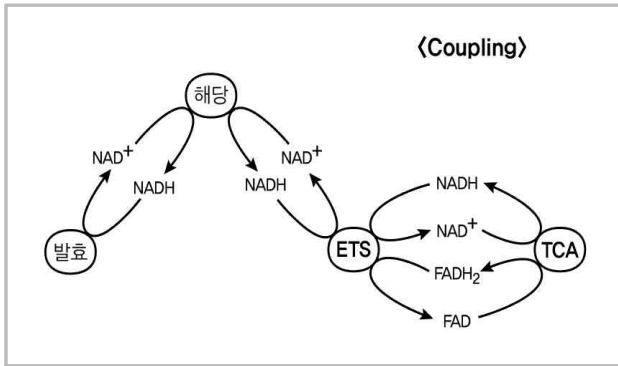 〈Coupling〉
해당
NAD+
NADH
NAD+
NADH
발효
ETS
NADH
NAD+
FADH2
FAD
TCA